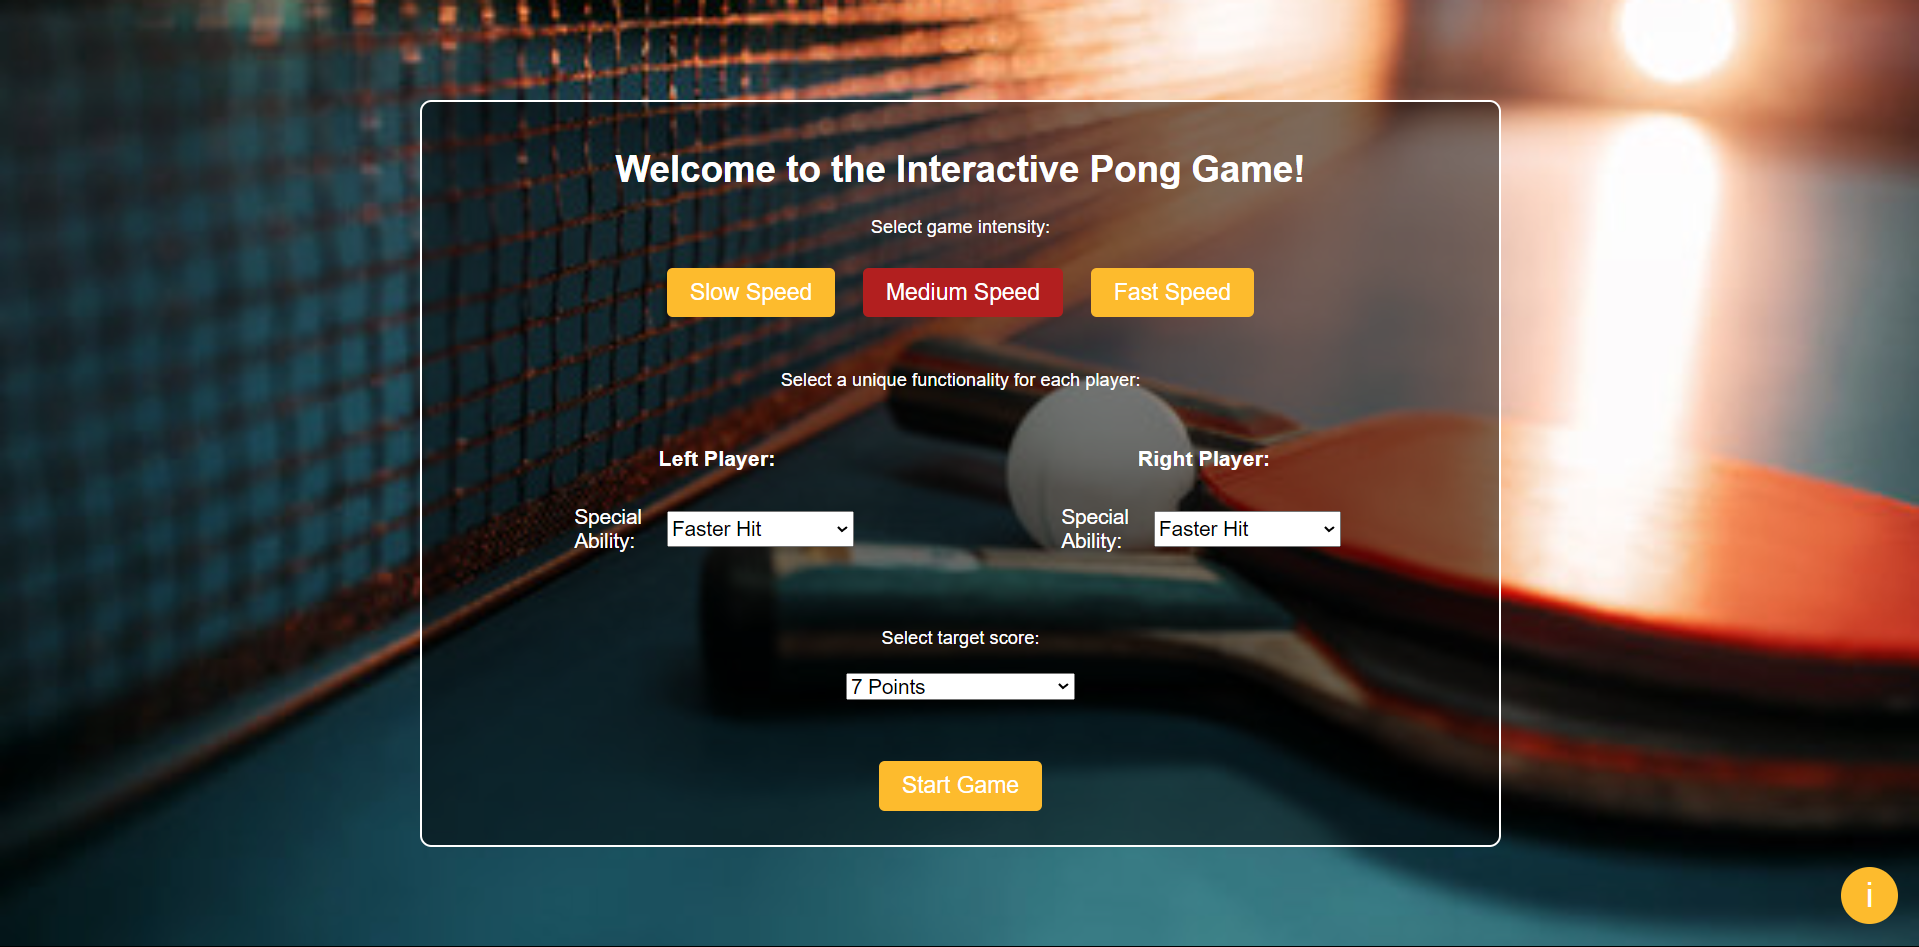 Welcome to the Interactive Pong Game!
Select game intensity:
Slow Speed
Medium Speed
Fast Speed
Select a unique functionality for each player:
Left Player:
Special
Ability:
Faster Hit
Right Player:
Special
Ability:
Faster Hit
Select target score:
7 Points
Start Game
i